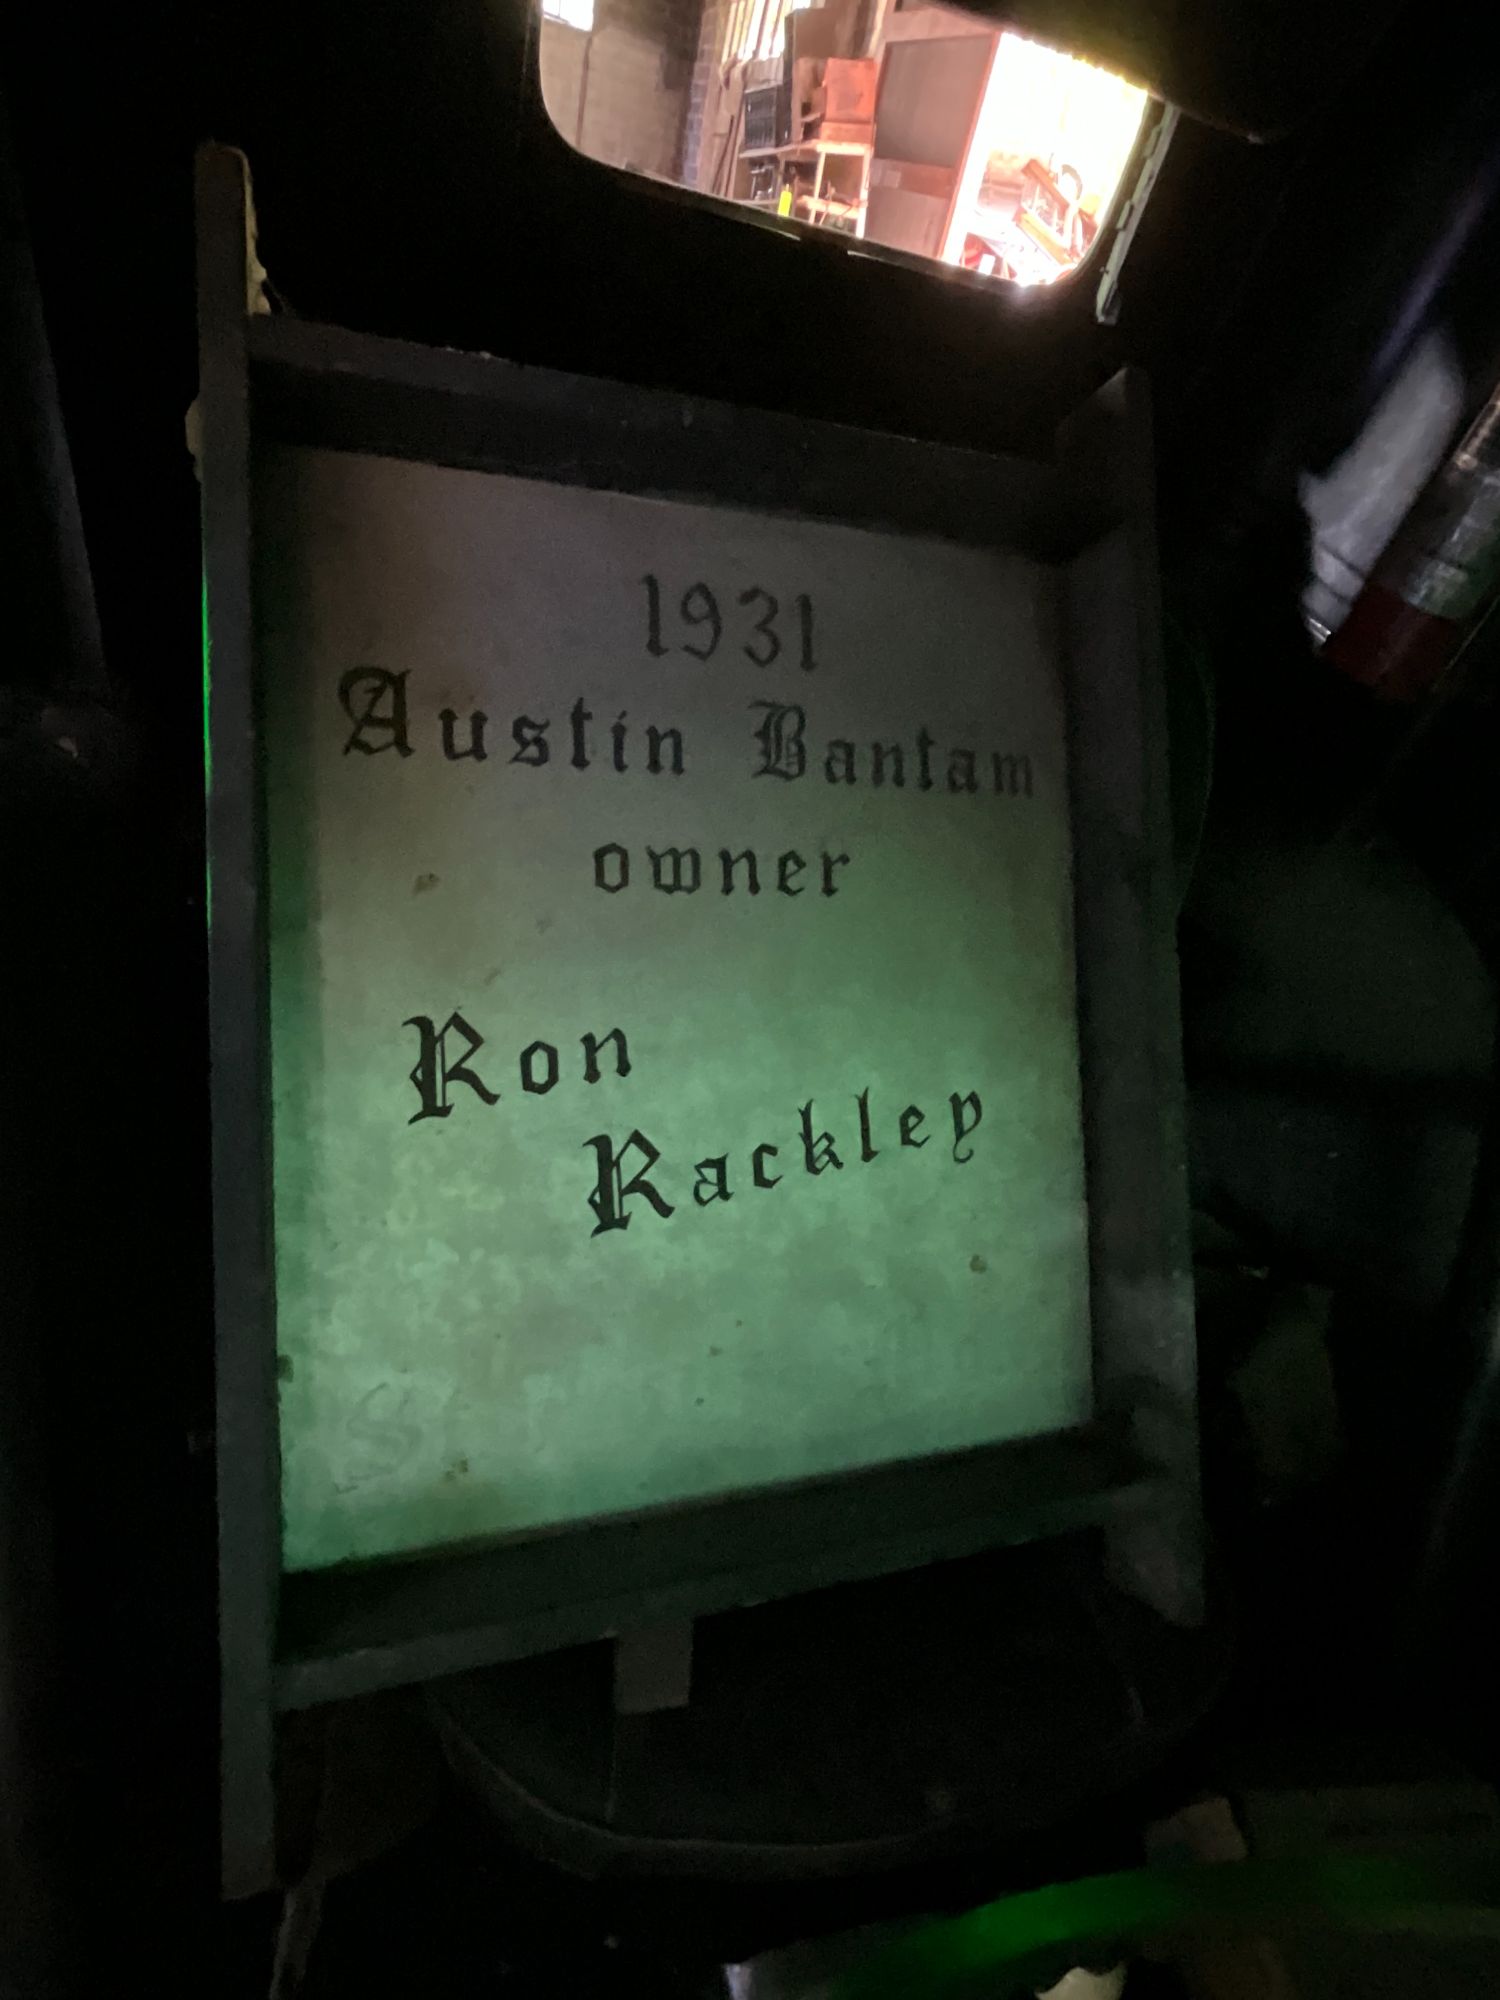 1931
Austin Bantam
owner
Ron
Rackley